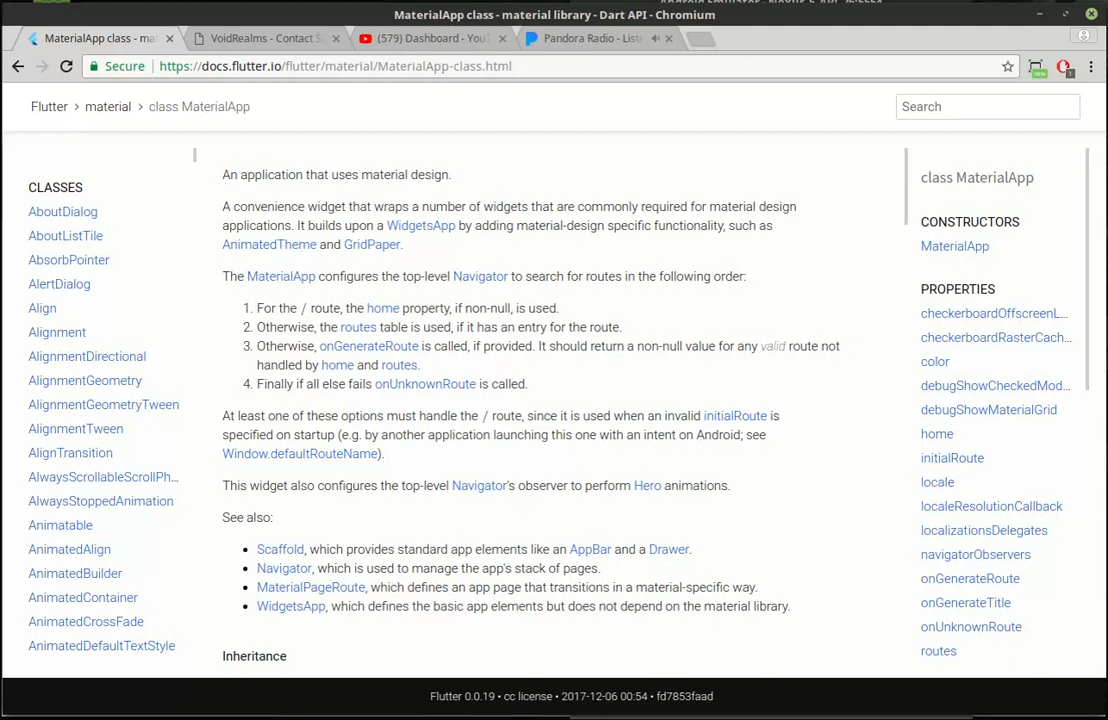 MaterialApp class - material library - Dart API - Chromium
MaterialApp class - mat
VoidRealms - Contact S
(579) Dashboard - You
Pandora Radio - List
Secure
https://docs.flutter.io/flutter/material/MaterialApp-class.html
new
1
Flutter > material > class MaterialApp
Search
CLASSES
AboutDialog
AboutListTile
AbsorbPointer
AlertDialog
Align
Alignment
AlignmentDirectional
AlignmentGeometry
AlignmentGeometryTween
AlignmentTween
AlignTransition
AlwaysScrollableScrollPh...
AlwaysStoppedAnimation
Animatable
AnimatedAlign
AnimatedBuilder
AnimatedContainer
AnimatedCrossFade
AnimatedDefaultTextStyle
An application that uses material design.
A convenience widget that wraps a number of widgets that are commonly required for material design
applications. It builds upon WidgetsApp by adding material-design specific functionality, such as
AnimatedTheme and GridPaper.
The MaterialApp configures the top-level Navigator to search for routes in the following order:
1. For the / route, the home property, if non-null, is used.
2. Otherwise, the routes table is used, if it has an entry for the route.
3. Otherwise, onGenerateRoute is called, if provided. It should return a non-null value for any valid route not
handled by home and routes.
4. Finally if all else fails onUnknownRoute is called.
At least one of these options must handle the / route, since it is used when an invalid initialRoute is
specified on startup (e.g. by another application launching this one with an intent on Android; see
Window.defaultRouteName).
This widget also configures the top-level Navigator's observer to perform Hero animations.
See also:
• Scaffold, which provides standard app elements like an AppBar and a Drawer.
• Navigator, which is used to manage the app's stack of pages.
• MaterialPageRoute, which defines an app page that transitions in a material-specific way.
• WidgetsApp, which defines the basic app elements but does not depend on the material library.
Inheritance
class MaterialApp
CONSTRUCTORS
MaterialApp
PROPERTIES
checkerboardOffscreenL...
checkerboardRasterCach...
color
debugShowCheckedMod...
debugShowMaterialGrid
home
initialRoute
locale
localeResolutionCallback
localizationsDelegates
navigatorObservers
onGenerateRoute
onGenerateTitle
onUnknownRoute
routes
Flutter 0.0.19 • cc license • 2017-12-06 00:54 • fd7853faad